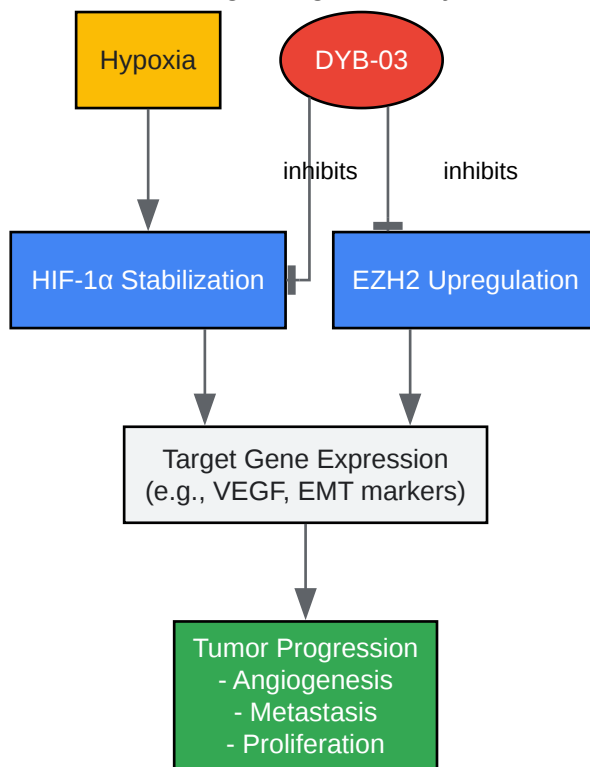 Hypoxia
DYB-03
inhibits
inhibits
HIF-1α Stabilization
EZH2 Upregulation
Target Gene Expression
(e.g., VEGF, EMT markers)
Tumor Progression
- Angiogenesis
- Metastasis
- Proliferation